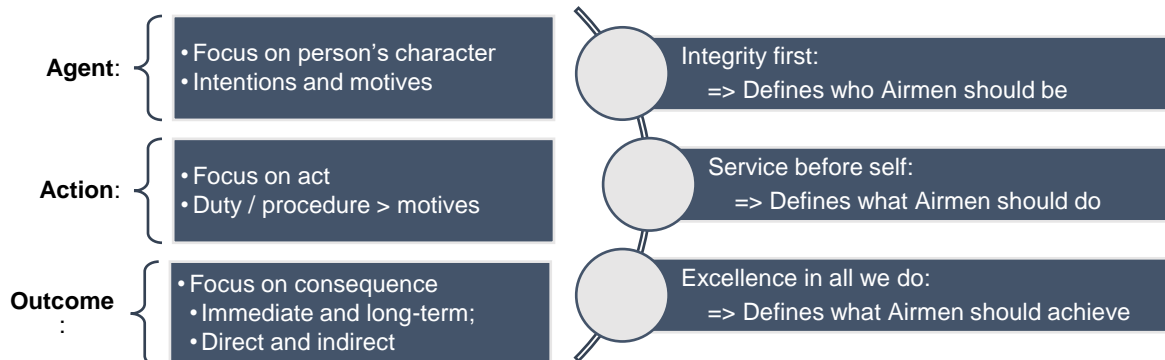 Agent:
• Focus on person's character
• Intentions and motives
Integrity first:
=> Defines who Airmen should be
Action:
• Focus on act
• Duty / procedure > motives
Service before self:
=> Defines what Airmen should do
Outcome
:
• Focus on consequence
• Immediate and long-term;
• Direct and indirect
Excellence in all we do:
=> Defines what Airmen should achieve